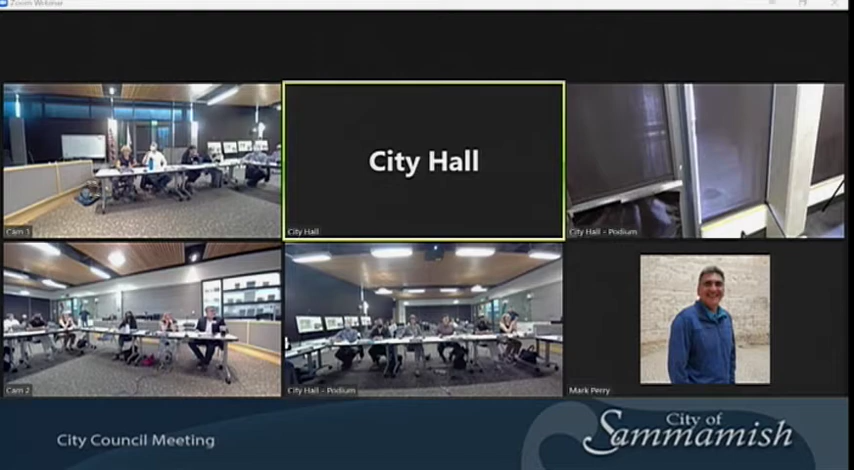 Zoom Webinar
City Hall
Cam 1
City Hall
City Hall - Podium
Cam 2
City Hall - Podium
Mark Perry
City Council Meeting
City of
Sammamish